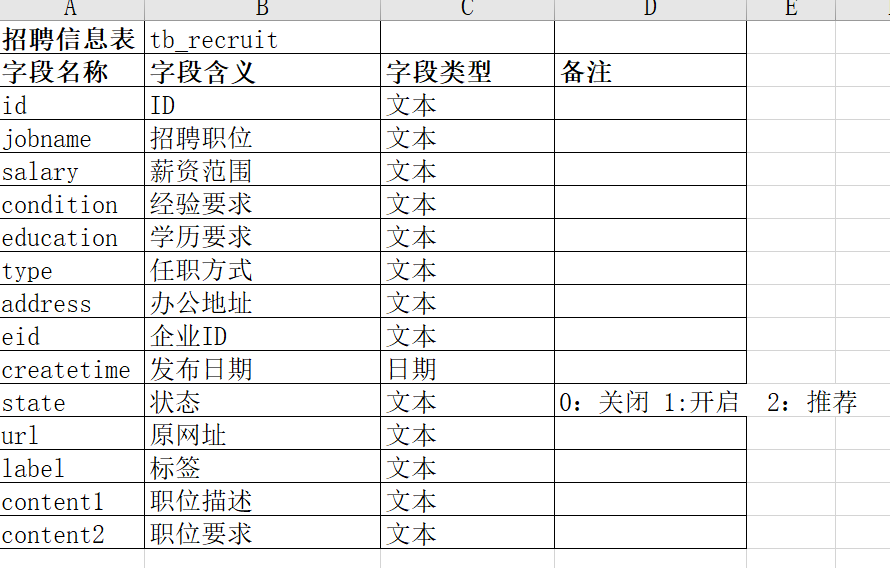 A B C D E
招聘信息表 tb_recruit
字段名称 字段含义 字段类型 备注
id ID 文本
jobname 招聘职位 文本
salary 薪资范围 文本
condition 经验要求 文本
education 学历要求 文本
type 任职方式 文本
address 办公地址 文本
eid 企业ID 文本
createtime 发布日期 日期
state 状态 文本 0：关闭 1:开启 2：推荐
url 原网址 文本
label 标签 文本
content1 职位描述 文本
content2 职位要求 文本